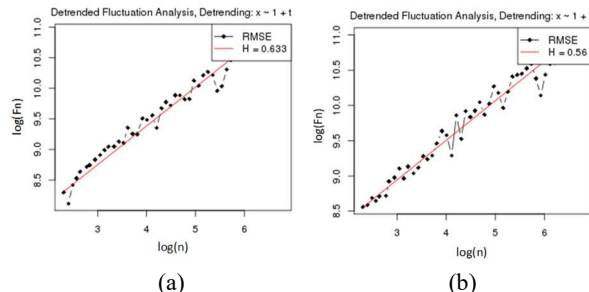 Detrended Fluctuation Analysis, Detrending: x ~ 1 + t
RMSE
H = 0.633
log(Fn)
11.0
10.5
10.0
9.5
9.0
8.5
3
4
5
6
log(n)
(a)
Detrended Fluctuation Analysis, Detrending: x ~ 1 +
RMSE
H = 0.56
log(Fn)
11.0
10.5
10.0
9.5
9.0
8.5
3
4
5
6
log(n)
(b)